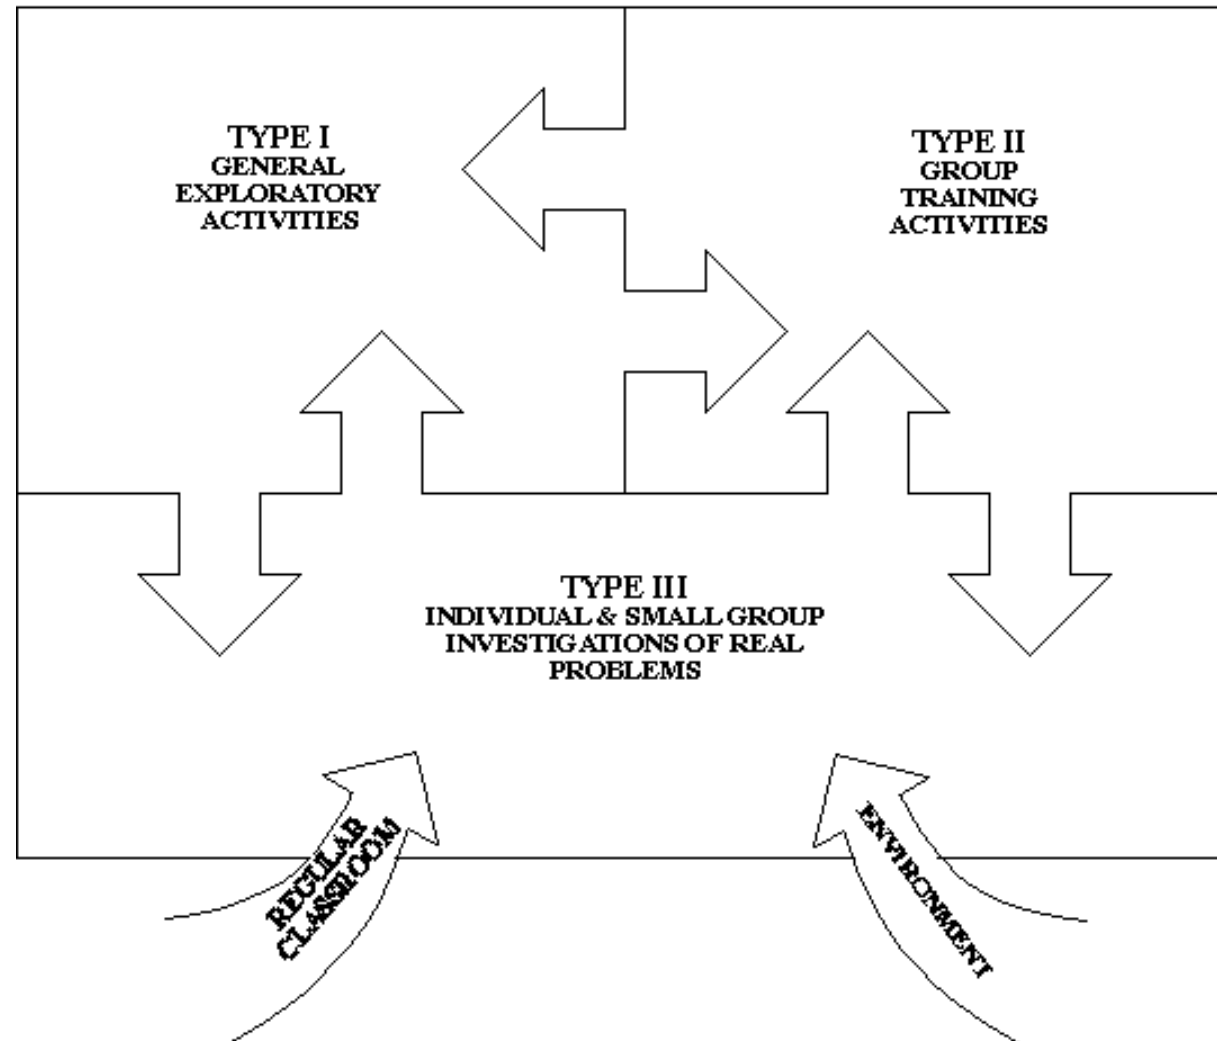 TYPE I
GENERAL
EXPLORATORY
ACTIVITIES
TYPE II
GROUP
TRAINING
ACTIVITIES
TYPE III
INDIVIDUAL & SMALL GROUP
INVESTIGATIONS OF REAL
PROBLEMS
REGULAR
CLASSROOM
ENVIRONMENT